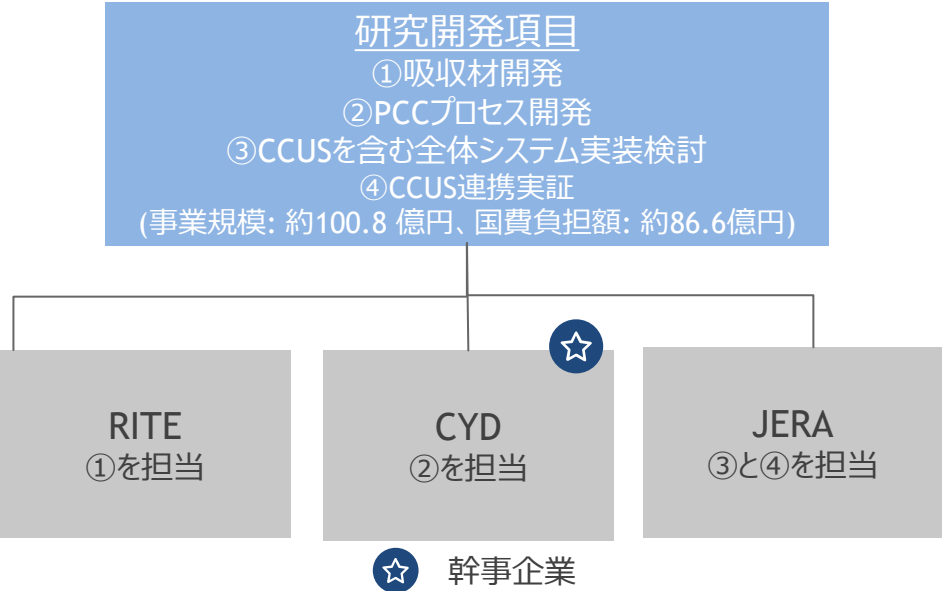 研究開発項目
①吸収材開発
②PCCプロセス開発
③CCUSを含む全体システム実装検討
④CCUS連携実証
(事業規模: 約100.8 億円、国費負担額: 約86.6億円)
RITE
①を担当
CYD
②を担当
JERA
③と④を担当
幹事企業